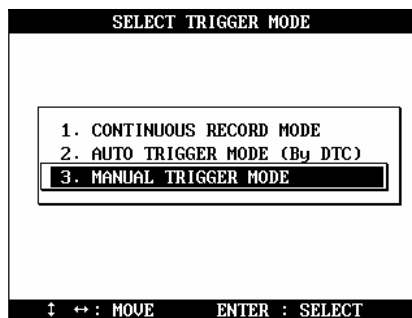 SELECT TRIGGER MODE
1. CONTINUOUS RECORD MODE
2. AUTO TRIGGER MODE (By DTC)
3. MANUAL TRIGGER MODE
↕ ↔ : MOVE ENTER : SELECT